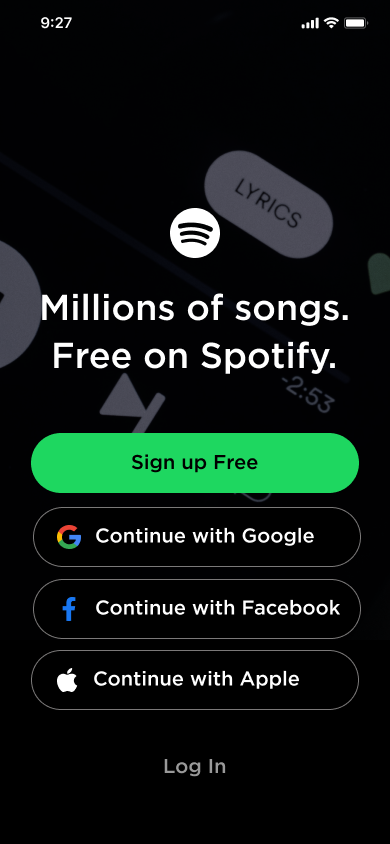 9:27
LYRICS
Millions of songs.
Free on Spotify.
-2:53
Sign up Free
Continue with Google
Continue with Facebook
Continue with Apple
Log In